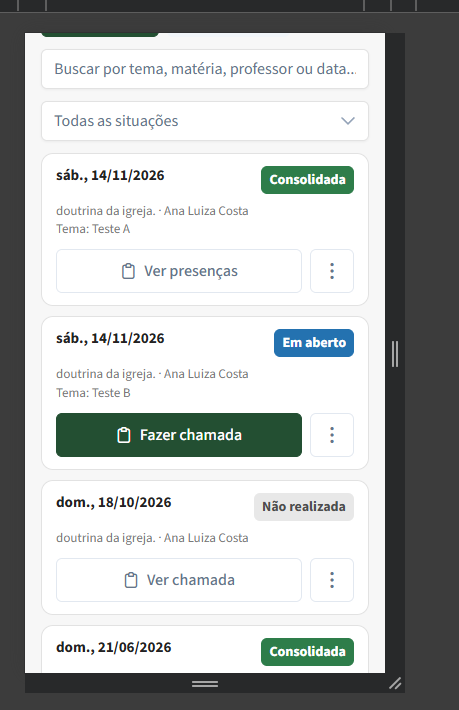 Buscar por tema, matéria, professor ou data...
Todas as situações
sáb., 14/11/2026
Consolidada
doutrina da igreja. · Ana Luiza Costa
Tema: Teste A
Ver presenças
sáb., 14/11/2026
Em aberto
doutrina da igreja. · Ana Luiza Costa
Tema: Teste B
Fazer chamada
dom., 18/10/2026
Não realizada
doutrina da igreja. · Ana Luiza Costa
Ver chamada
dom., 21/06/2026
Consolidada